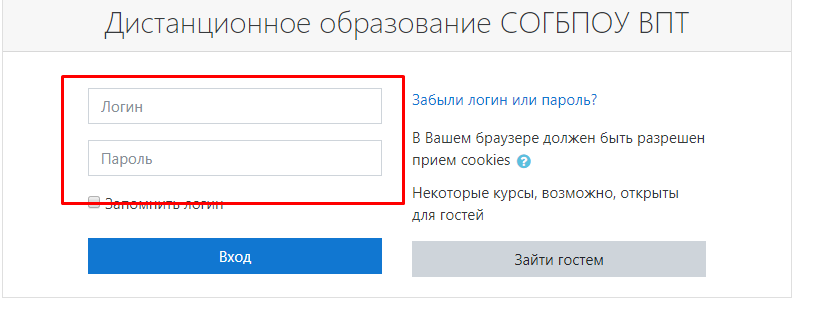 Дистанционное образование СОГБПОУ ВПТ
Логин
Пароль
Запомнить логин
Вход
Забыли логин или пароль?
В Вашем браузере должен быть разрешен
прием cookies ?
Некоторые курсы, возможно, открыты
для гостей
Зайти гостем